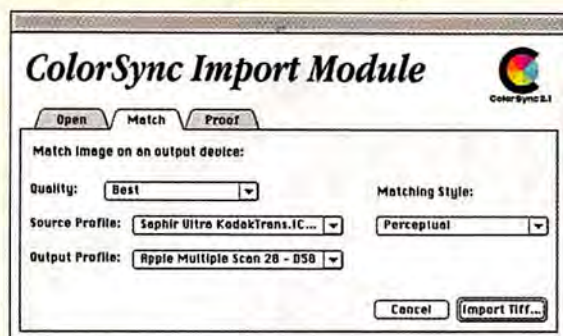 ColorSync Import Module
ColorSync 2.1
Open Match Proof
Match image on an output device:
Quality: Best
Matching Style:
Source Profile: Saphir Ultra KodakTrans.IC...
Perceptual
Output Profile: Apple Multiple Scan 20 - D50
Cancel Import Tiff...